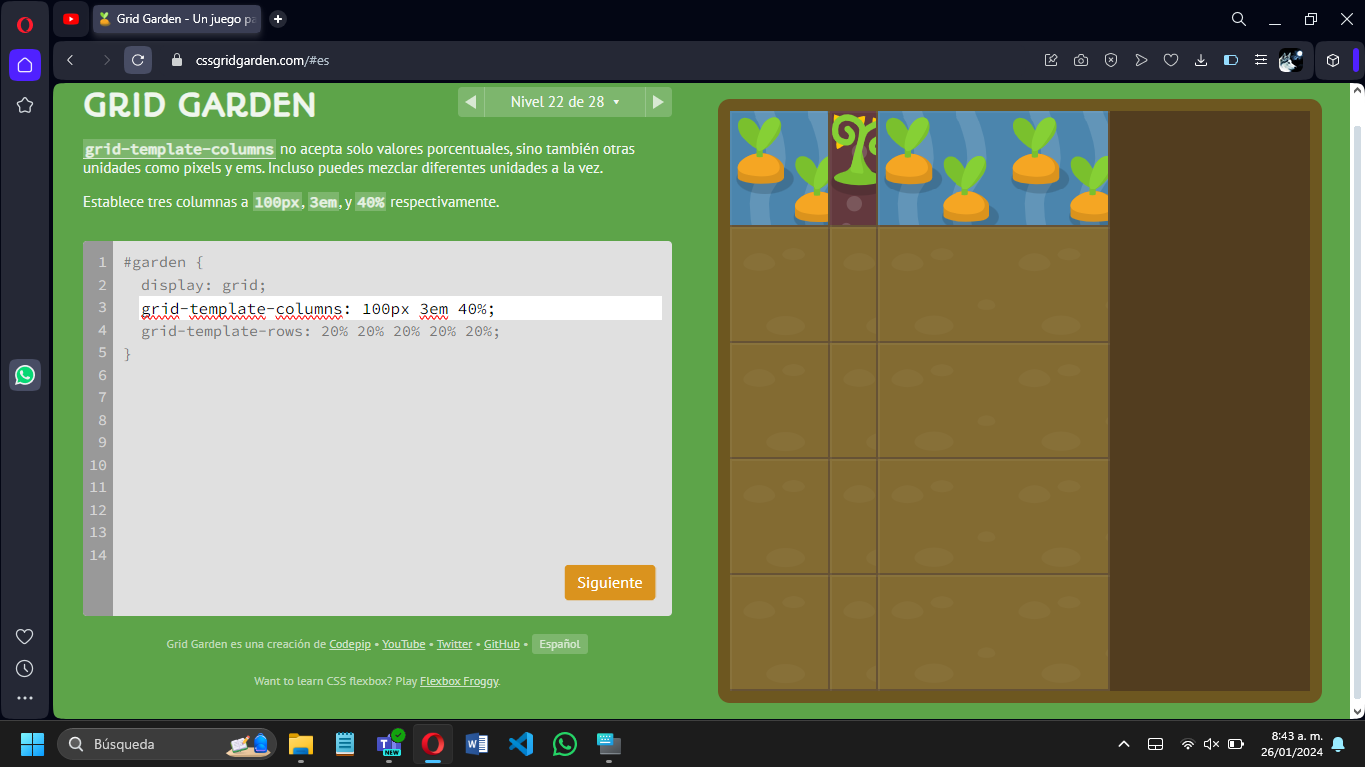 Grid Garden - Un juego pa
cssgridgarden.com/#es
GRID GARDEN
Nivel 22 de 28
grid-template-columns no acepta solo valores porcentuales, sino también otras
unidades como pixels y ems. Incluso puedes mezclar diferentes unidades a la vez.
Establece tres columnas a 100px, 3em, y 40% respectivamente.
1 #garden {
2 display: grid;
3 grid-template-columns: 100px 3em 40%;
4 grid-template-rows: 20% 20% 20% 20% 20%;
5 }
6
7
8
9
10
11
12
13
14
Siguiente
Grid Garden es una creación de Codepip • YouTube • Twitter • GitHub • Español
Want to learn CSS flexbox? Play Flexbox Froggy.
Búsqueda
NEW
8:43 a. m.
26/01/2024